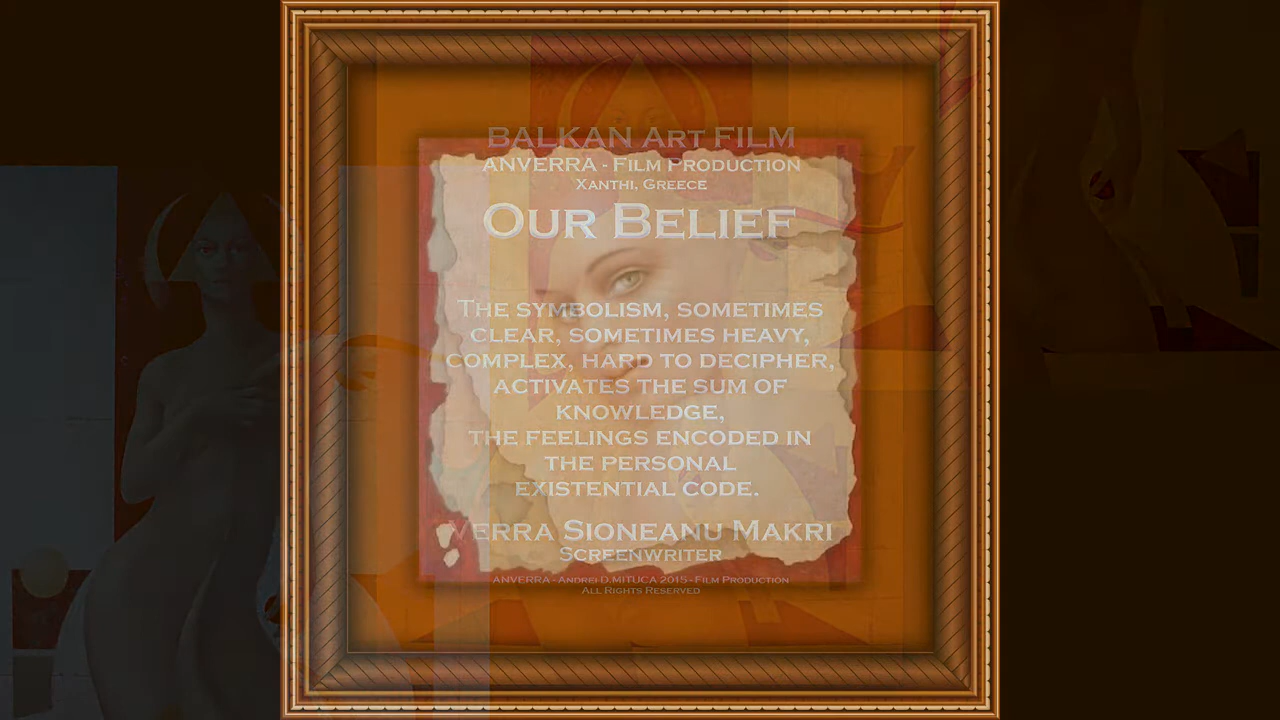 BALKAN ART FILM
ANVERRA - FILM PRODUCTION
XANTHI, GREECE
OUR BELIEF
THE SYMBOLISM, SOMETIMES
CLEAR, SOMETIMES HEAVY,
COMPLEX, HARD TO DECIPHER,
ACTIVATES THE SUM OF
KNOWLEDGE,
THE FEELINGS ENCODED IN
THE PERSONAL
EXISTENTIAL CODE.
VERRA SIONEANU MAKRI
SCREENWRITER
ANVERRA - ANDREI D.MITUCA 2015 - FILM PRODUCTION
ALL RIGHTS RESERVED